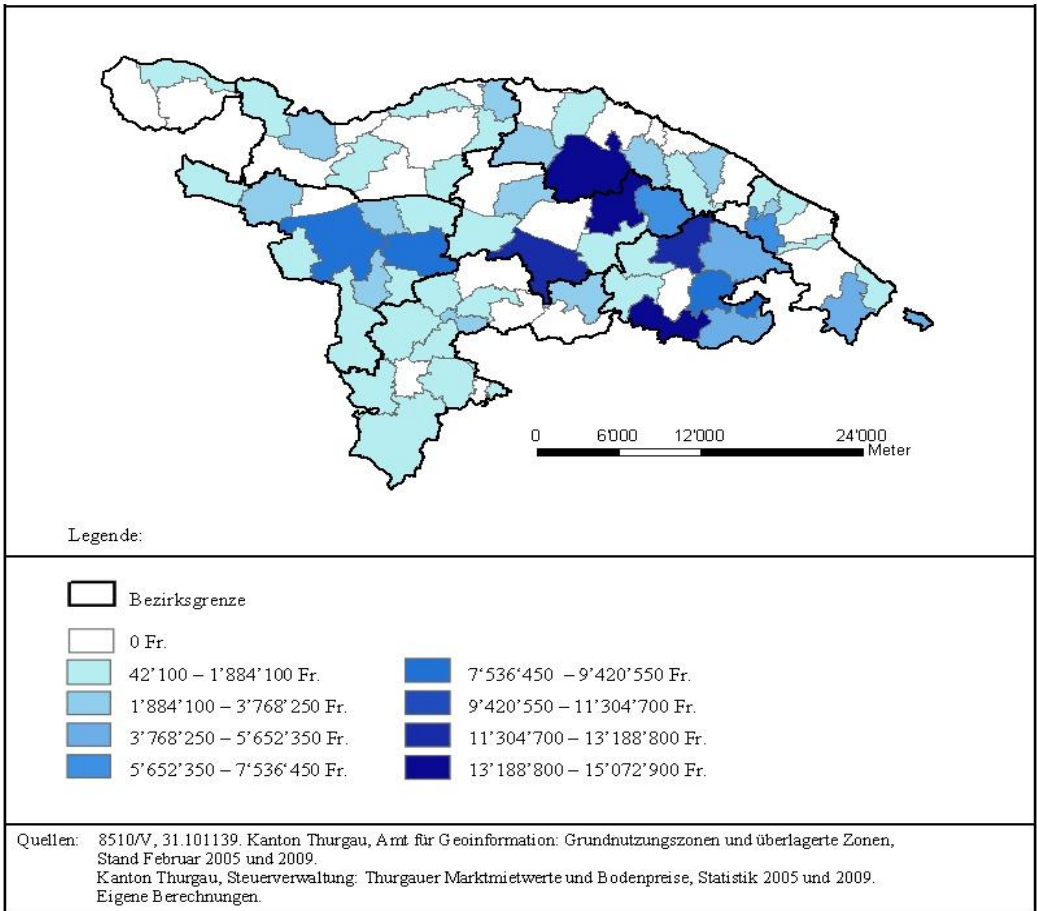 0 6'000 12'000 24'000
Meter
Legende:
Bezirksgrenze
0 Fr.
42’100 – 1’884’100 Fr.
1’884’100 – 3’768’250 Fr.
3’768’250 – 5’652’350 Fr.
5’652’350 – 7‘536‘450 Fr.
7‘536‘450 – 9’420’550 Fr.
9’420’550 – 11’304’700 Fr.
11’304’700 – 13’188’800 Fr.
13’188’800 – 15’072’900 Fr.
Quellen: 8510/V, 31.101139. Kanton Thurgau, Amt für Geoinformation: Grundnutzungszonen und überlagerte Zonen,
Stand Februar 2005 und 2009.
Kanton Thurgau, Steuerverwaltung: Thurgauer Marktmietwerte und Bodenpreise, Statistik 2005 und 2009.
Eigene Berechnungen.